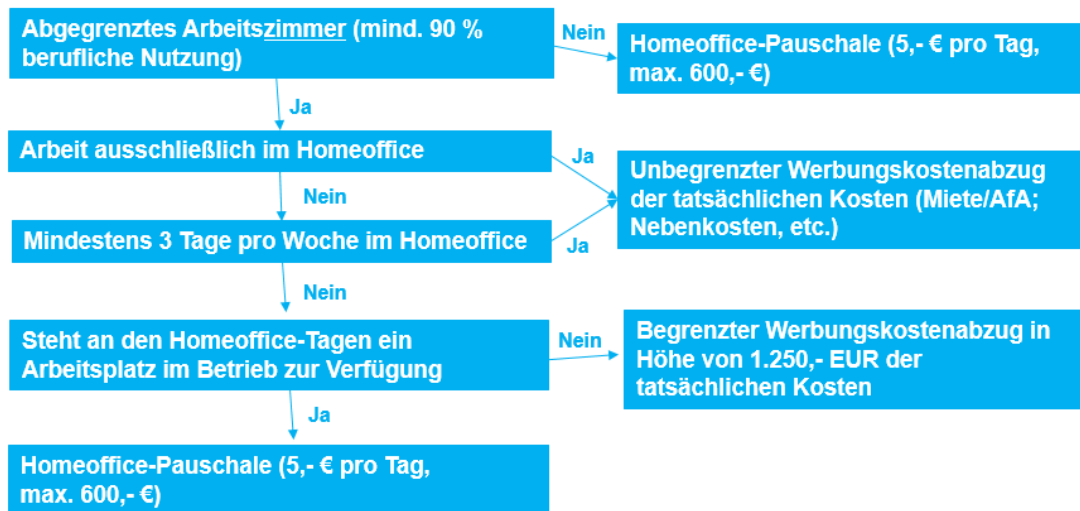 Abgegrenztes Arbeitszimmer (mind. 90 %
berufliche Nutzung)
Nein
Homeoffice-Pauschale (5,- € pro Tag,
max. 600,- €)
Ja
Arbeit ausschließlich im Homeoffice
Ja
Unbegrenzter Werbungskostenabzug
der tatsächlichen Kosten (Miete/AfA;
Nebenkosten, etc.)
Nein
Mindestens 3 Tage pro Woche im Homeoffice
Ja
Nein
Steht an den Homeoffice-Tagen ein
Arbeitsplatz im Betrieb zur Verfügung
Nein
Begrenzter Werbungskostenabzug in
Höhe von 1.250,- EUR der
tatsächlichen Kosten
Ja
Homeoffice-Pauschale (5,- € pro Tag,
max. 600,- €)